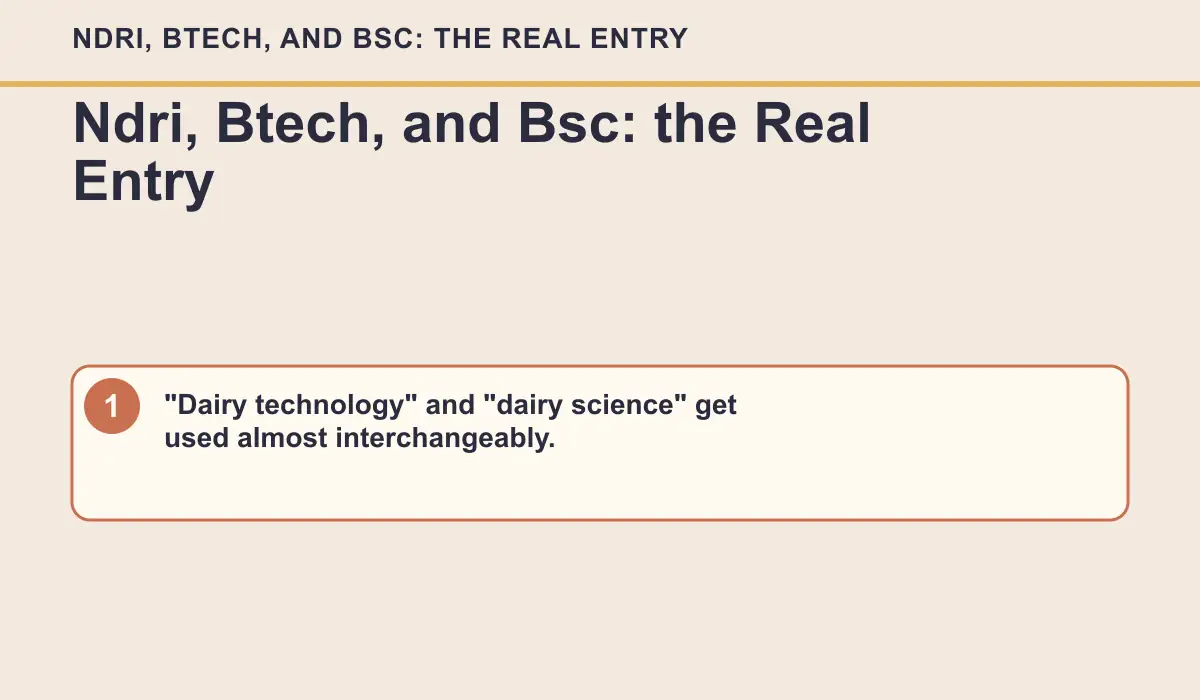 NDRI, BTECH, AND BSC: THE REAL ENTRY
Ndri, Btech, and Bsc: the Real
Entry
1
"Dairy technology" and "dairy science" get
used almost interchangeably.